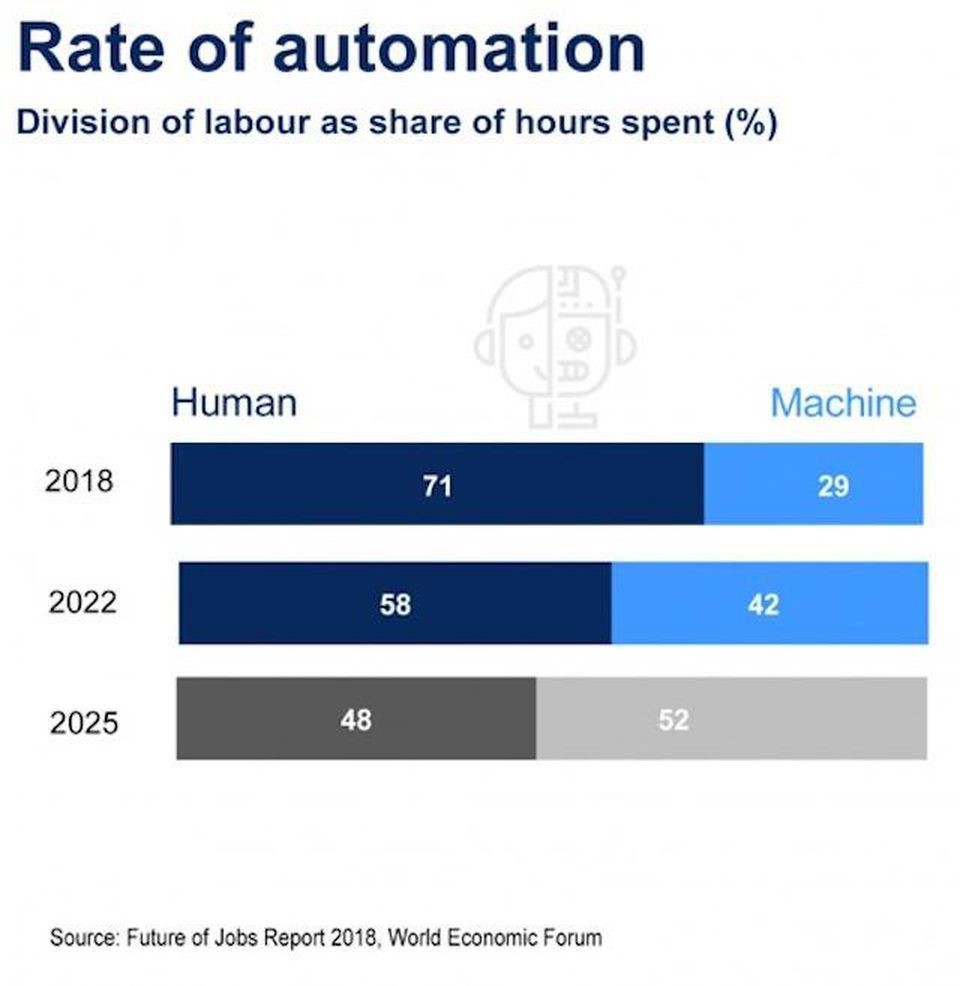 Rate of automation
Division of labour as share of hours spent (%)
Human Machine
2018 71 29
2022 58 42
2025 48 52
Source: Future of Jobs Report 2018, World Economic Forum